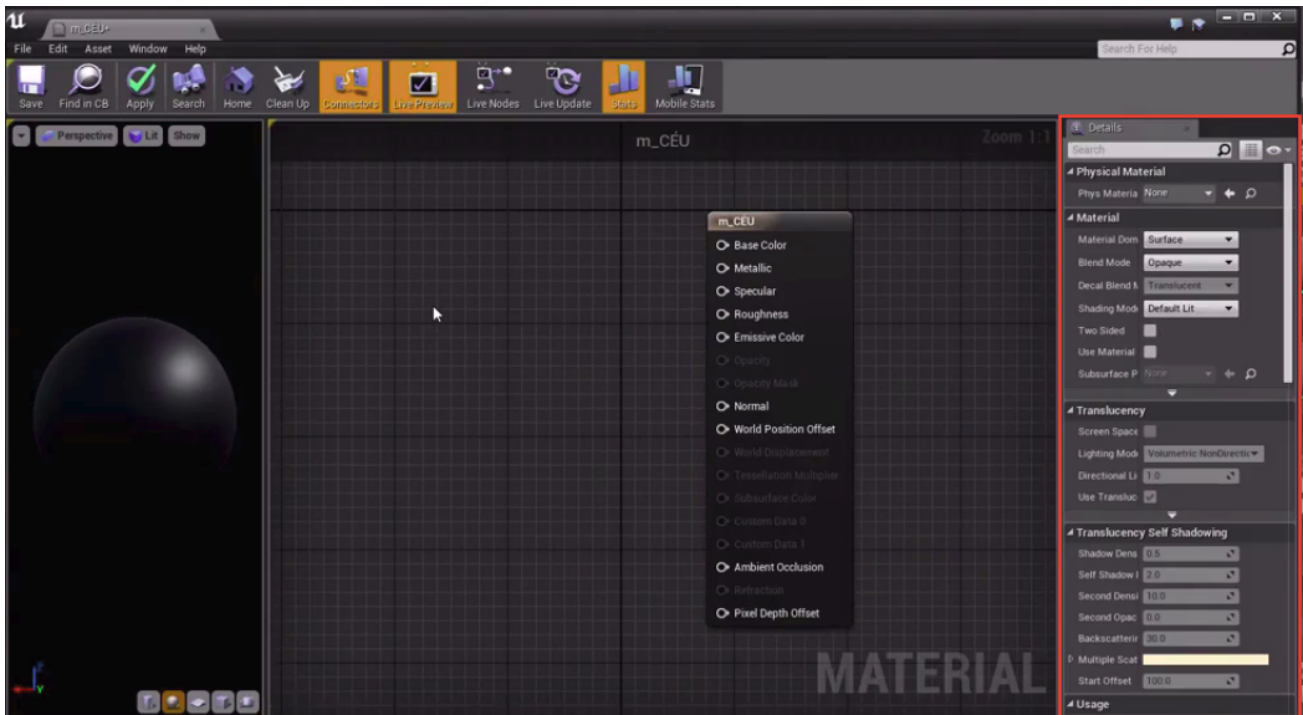 m_CÉU*
File Edit Asset Window Help
Search For Help
Save Find in CB Apply Search Home Clean Up Connectors Live Preview Live Nodes Live Update Stats Mobile Stats
Perspective Lit Show
m_CÉU
Zoom 1:1
m_CÉU
Base Color
Metallic
Specular
Roughness
Emissive Color
Opacity
Opacity Mask
Normal
World Position Offset
World Displacement
Tessellation Multiplier
Subsurface Color
Custom Data 0
Custom Data 1
Ambient Occlusion
Refraction
Pixel Depth Offset
MATERIAL
Details
Search
Physical Material
Phys Materia None
Material
Material Dom Surface
Blend Mode Opaque
Decal Blend M Translucent
Shading Mod Default Lit
Two Sided
Use Material
Subsurface P None
Translucency
Screen Space
Lighting Mod Volumetric NonDirectic
Directional Li 1.0
Use Transluc
Translucency Self Shadowing
Shadow Dens 0.5
Self Shadow 2.0
Second Densi 10.0
Second Opac 0.0
Backscatterin 30.0
Multiple Scat
Start Offset 100.0
Usage